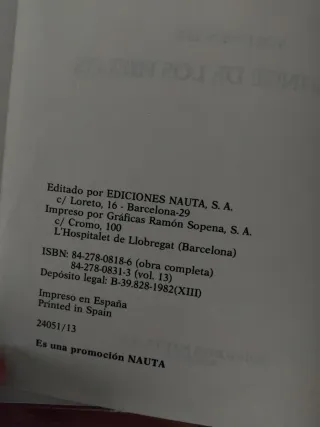 Editado por EDICIONES NAUTA, S. A.
c/ Loreto, 16 - Barcelona-29
Impreso por Gráficas Ramón Sopena, S. A.
c/ Cromo, 100
L'Hospitalet de Llobregat (Barcelona)
ISBN: 84-278-0818-6 (obra completa)
84-278-0831-3 (vol. 13)
Depósito legal: B-39.828-1982(XIII)
Impreso en España
Printed in Spain
24051/13
Es una promoción NAUTA